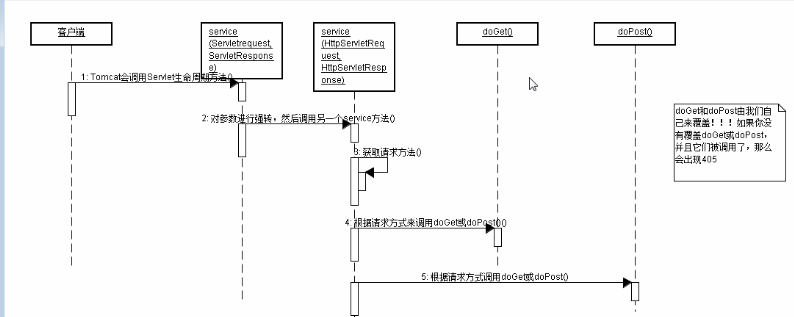 客户端
service
(Servletrequest,
ServletRespons
e)
service
(HttpServletReq
uest,
HttpServletResp
onse)
doGet()
doPost()
1: Tomcat会调用Servlet生命周期方法()
2: 对参数进行强转，然后调用另一个service方法()
3: 获取请求方法()
4: 根据请求方式来调用doGet或doPost()()
5: 根据请求方式调用doGet或doPost()
doGet和doPost由我们自
己来覆盖！！！如果你没
有覆盖doGet或doPost，
并且它们被调用了，那么
会出现405